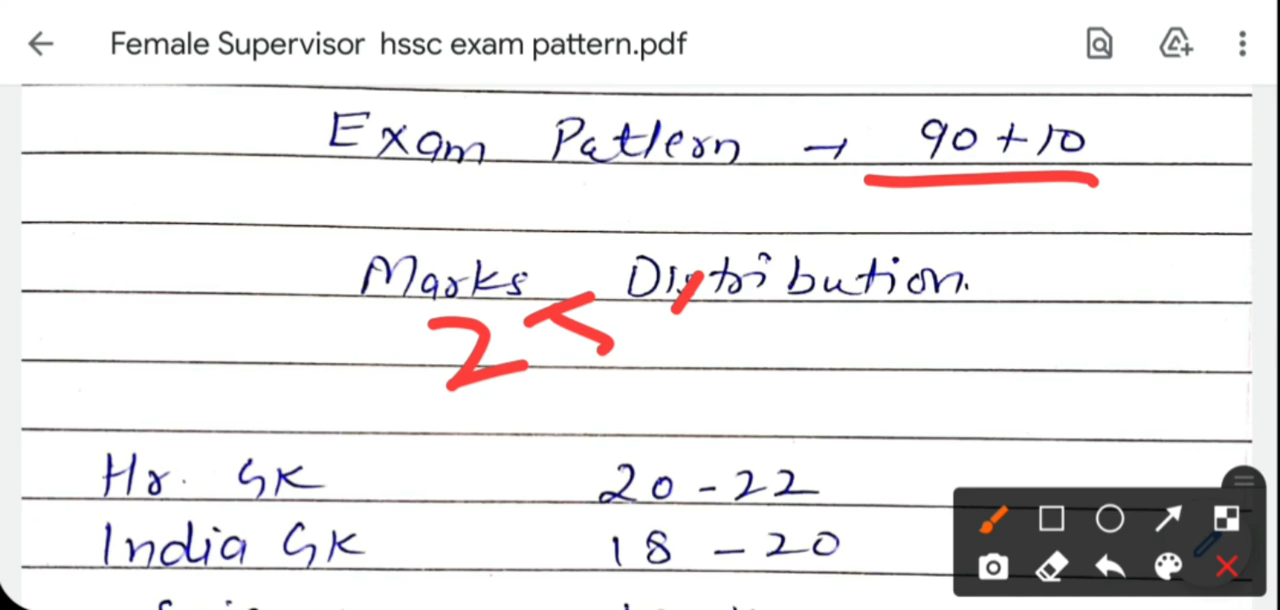 Female Supervisor hssc exam pattern.pdf
Exam Pattern → 90+10
Marks Distribution.
2
Hr. GK 20-22
India GK 18-20